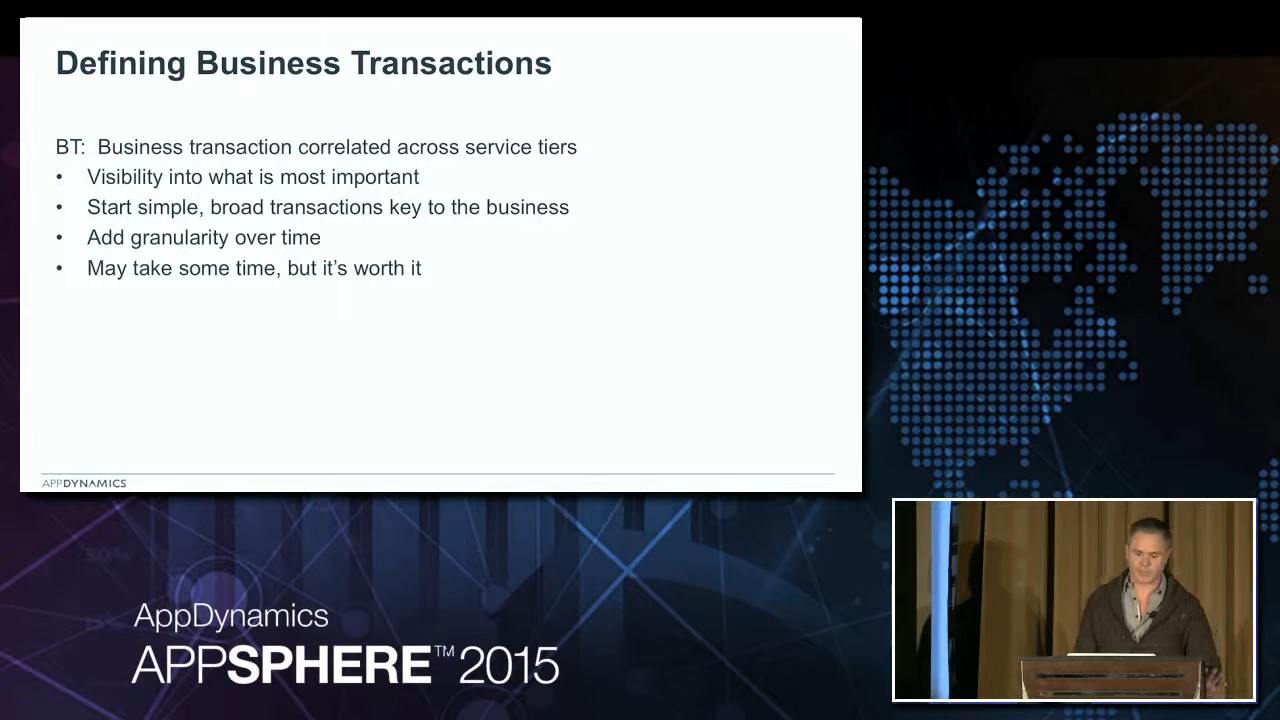 Defining Business Transactions
BT: Business transaction correlated across service tiers
• Visibility into what is most important
• Start simple, broad transactions key to the business
• Add granularity over time
• May take some time, but it’s worth it
APPDYNAMICS
30%
AppDynamics
APPSPHERE™ 2015